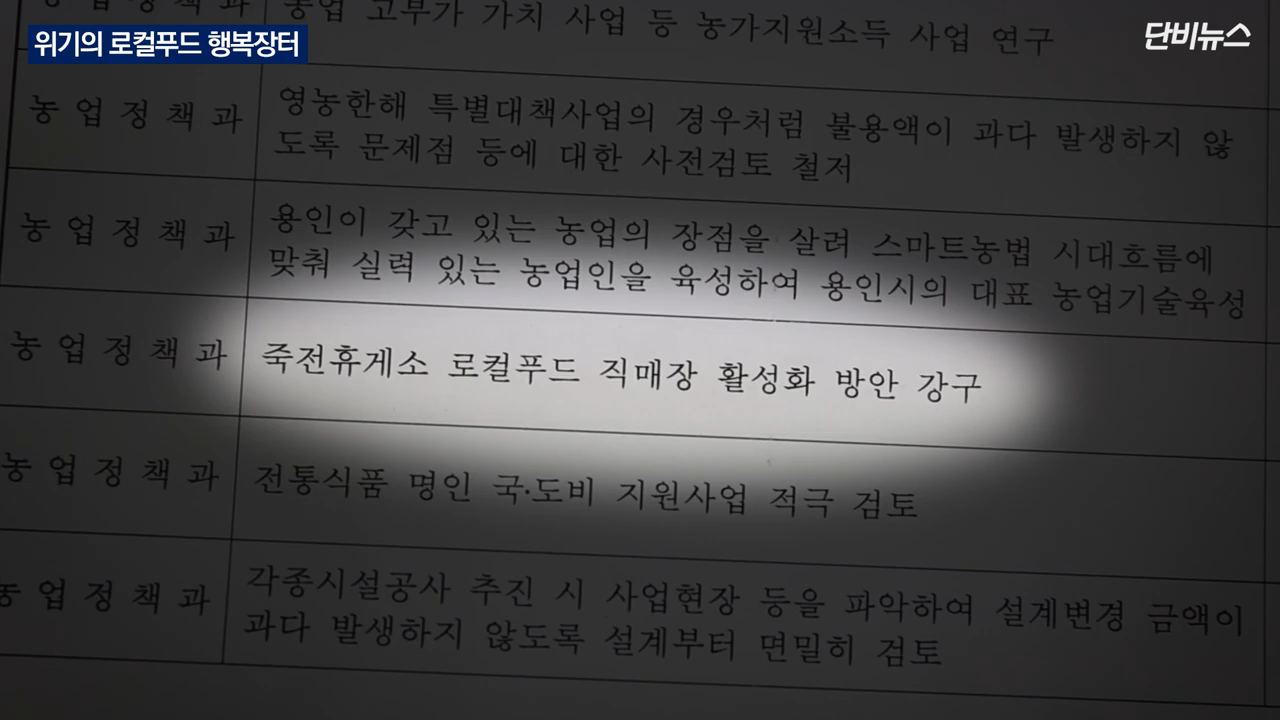 위기의 로컬푸드 행복장터
단비뉴스
농업정책과
농업 고부가 가치 사업 등 농가지원소득 사업 연구
농업정책과
영농한해 특별대책사업의 경우처럼 불용액이 과다 발생하지 않
도록 문제점 등에 대한 사전검토 철저
농업정책과
용인이 갖고 있는 농업의 장점을 살려 스마트농법 시대흐름에
맞춰 실력 있는 농업인을 육성하여 용인시의 대표 농업기술육성
농업정책과
죽전휴게소 로컬푸드 직매장 활성화 방안 강구
농업정책과
전통식품 명인 국·도비 지원사업 적극 검토
농업정책과
각종시설공사 추진 시 사업현장 등을 파악하여 설계변경 금액이
과다 발생하지 않도록 설계부터 면밀히 검토